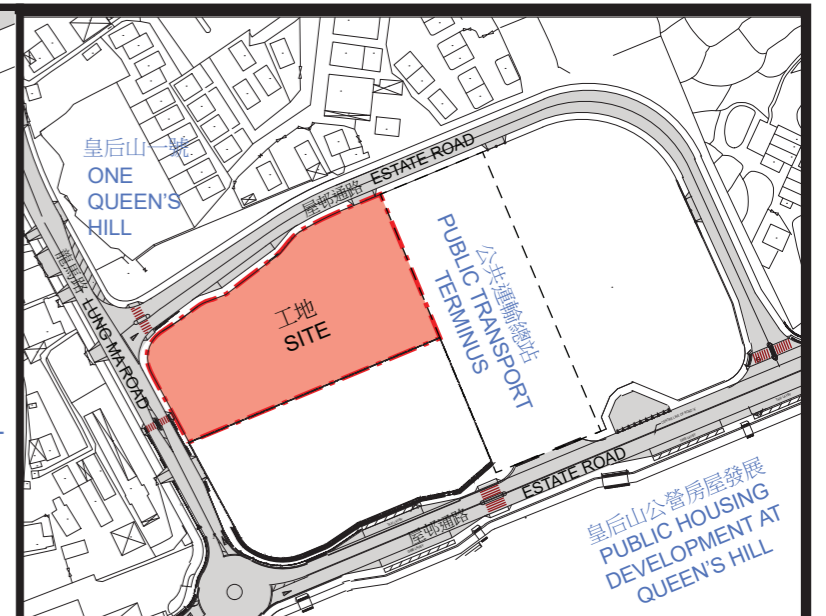 皇后山一號
ONE
QUEEN'S
HILL
屋邨通路 ESTATE ROAD
龍馬路 LUNG MA ROAD
工地
SITE
公共運輸總站
PUBLIC TRANSPORT
TERMINUS
屋邨通路 ESTATE ROAD
皇后山公營房屋發展
PUBLIC HOUSING
DEVELOPMENT AT
QUEEN'S HILL